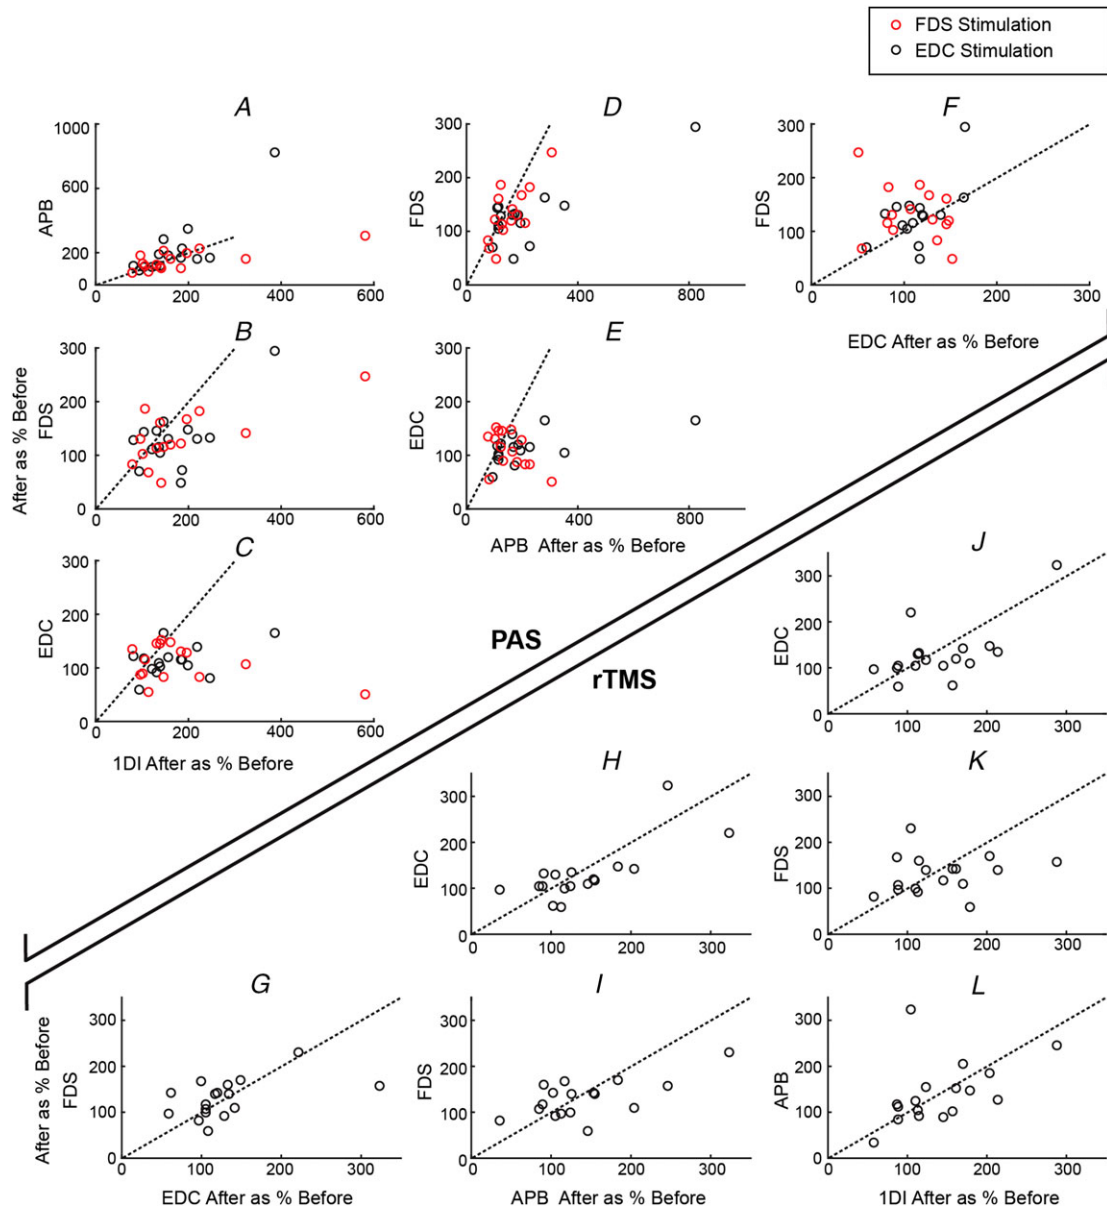 FDS Stimulation
EDC Stimulation
A
APB
1000
600
200
0
0
200
400
600
D
FDS
300
200
100
0
0
400
800
F
FDS
300
200
100
0
0
100
200
300
EDC After as % Before
B
After as % Before
FDS
300
200
100
0
0
200
400
600
E
EDC
300
200
100
0
0
400
800
APB After as % Before
C
EDC
300
200
100
0
0
200
400
600
1DI After as % Before
PAS
rTMS
J
EDC
300
200
100
0
0
100
200
300
H
EDC
300
200
100
0
0
100
200
300
K
FDS
300
200
100
0
0
100
200
300
G
After as % Before
FDS
300
200
100
0
0
100
200
300
EDC After as % Before
I
FDS
300
200
100
0
0
100
200
300
APB After as % Before
L
APB
300
200
100
0
0
100
200
300
1DI After as % Before